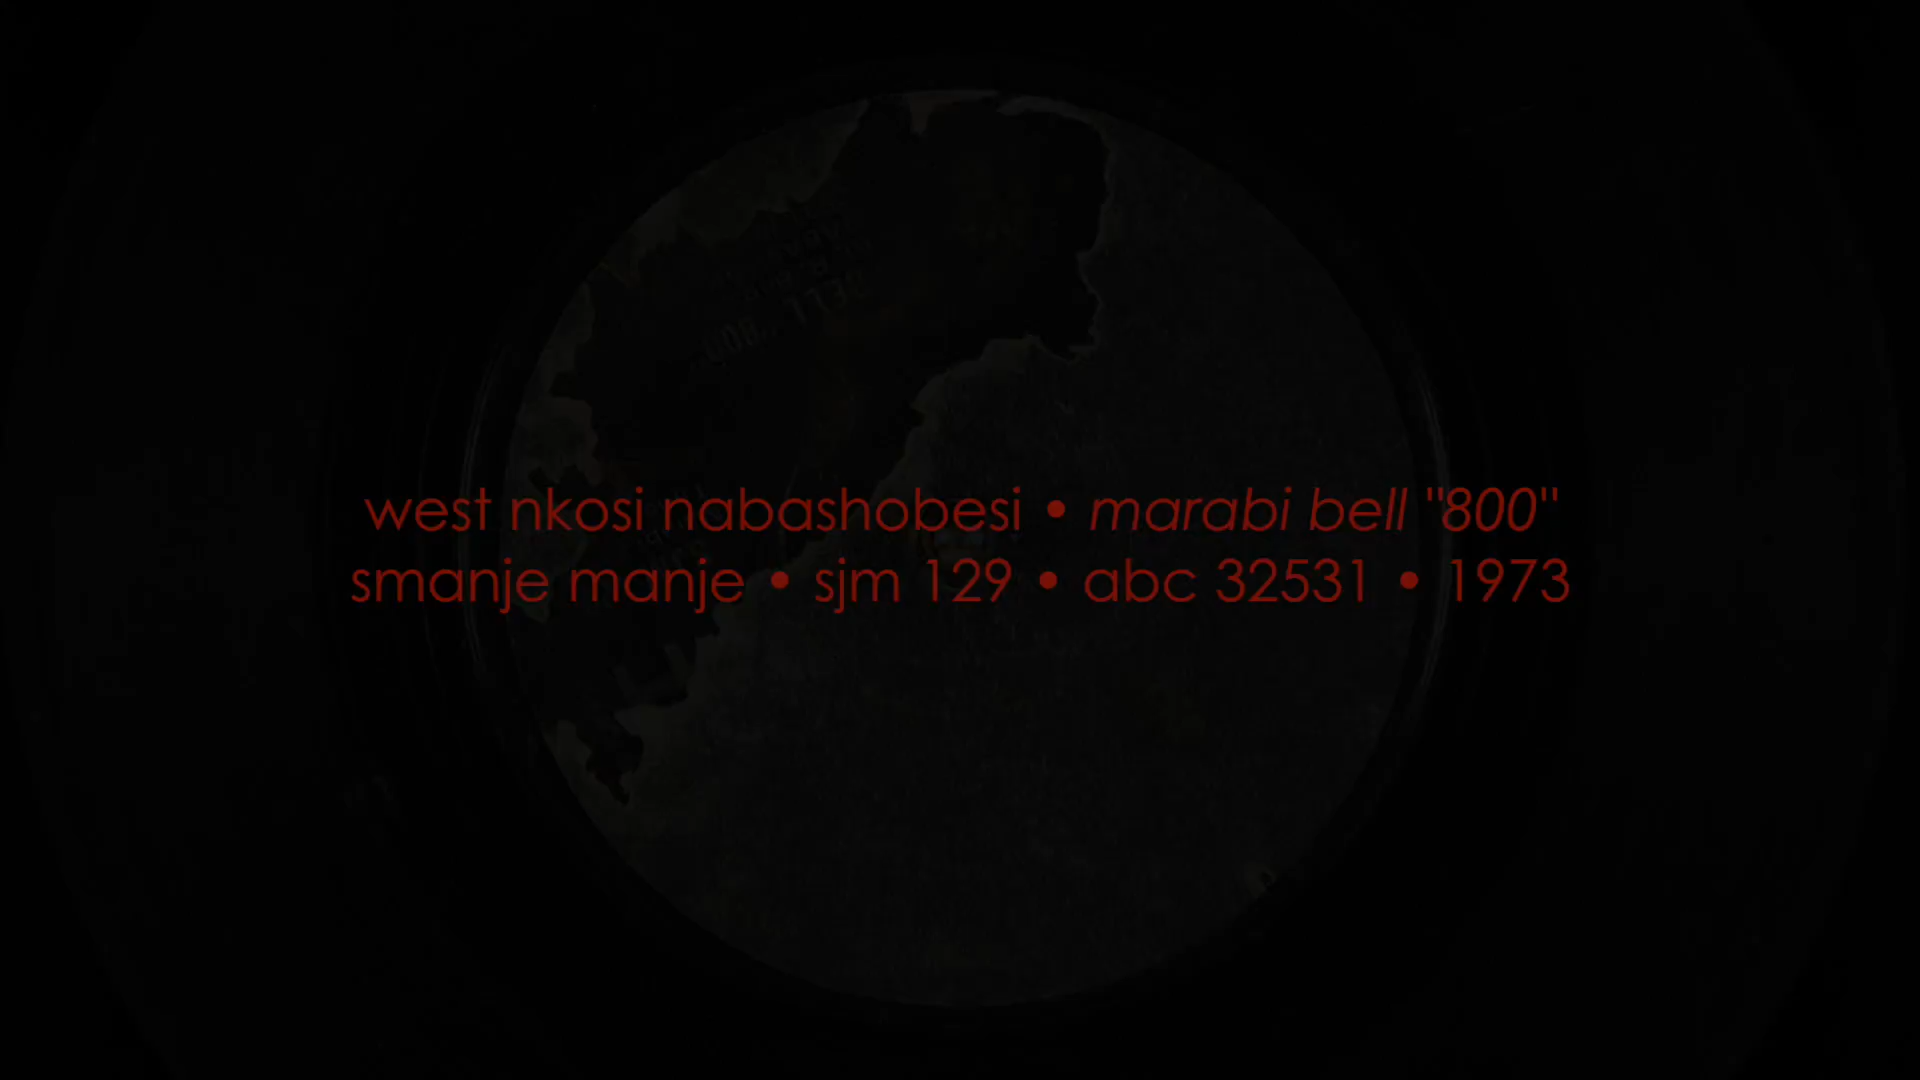 west nkosi nabashobesi • marabi bell "800"
smanje manje • sjm 129 • abc 32531 • 1973